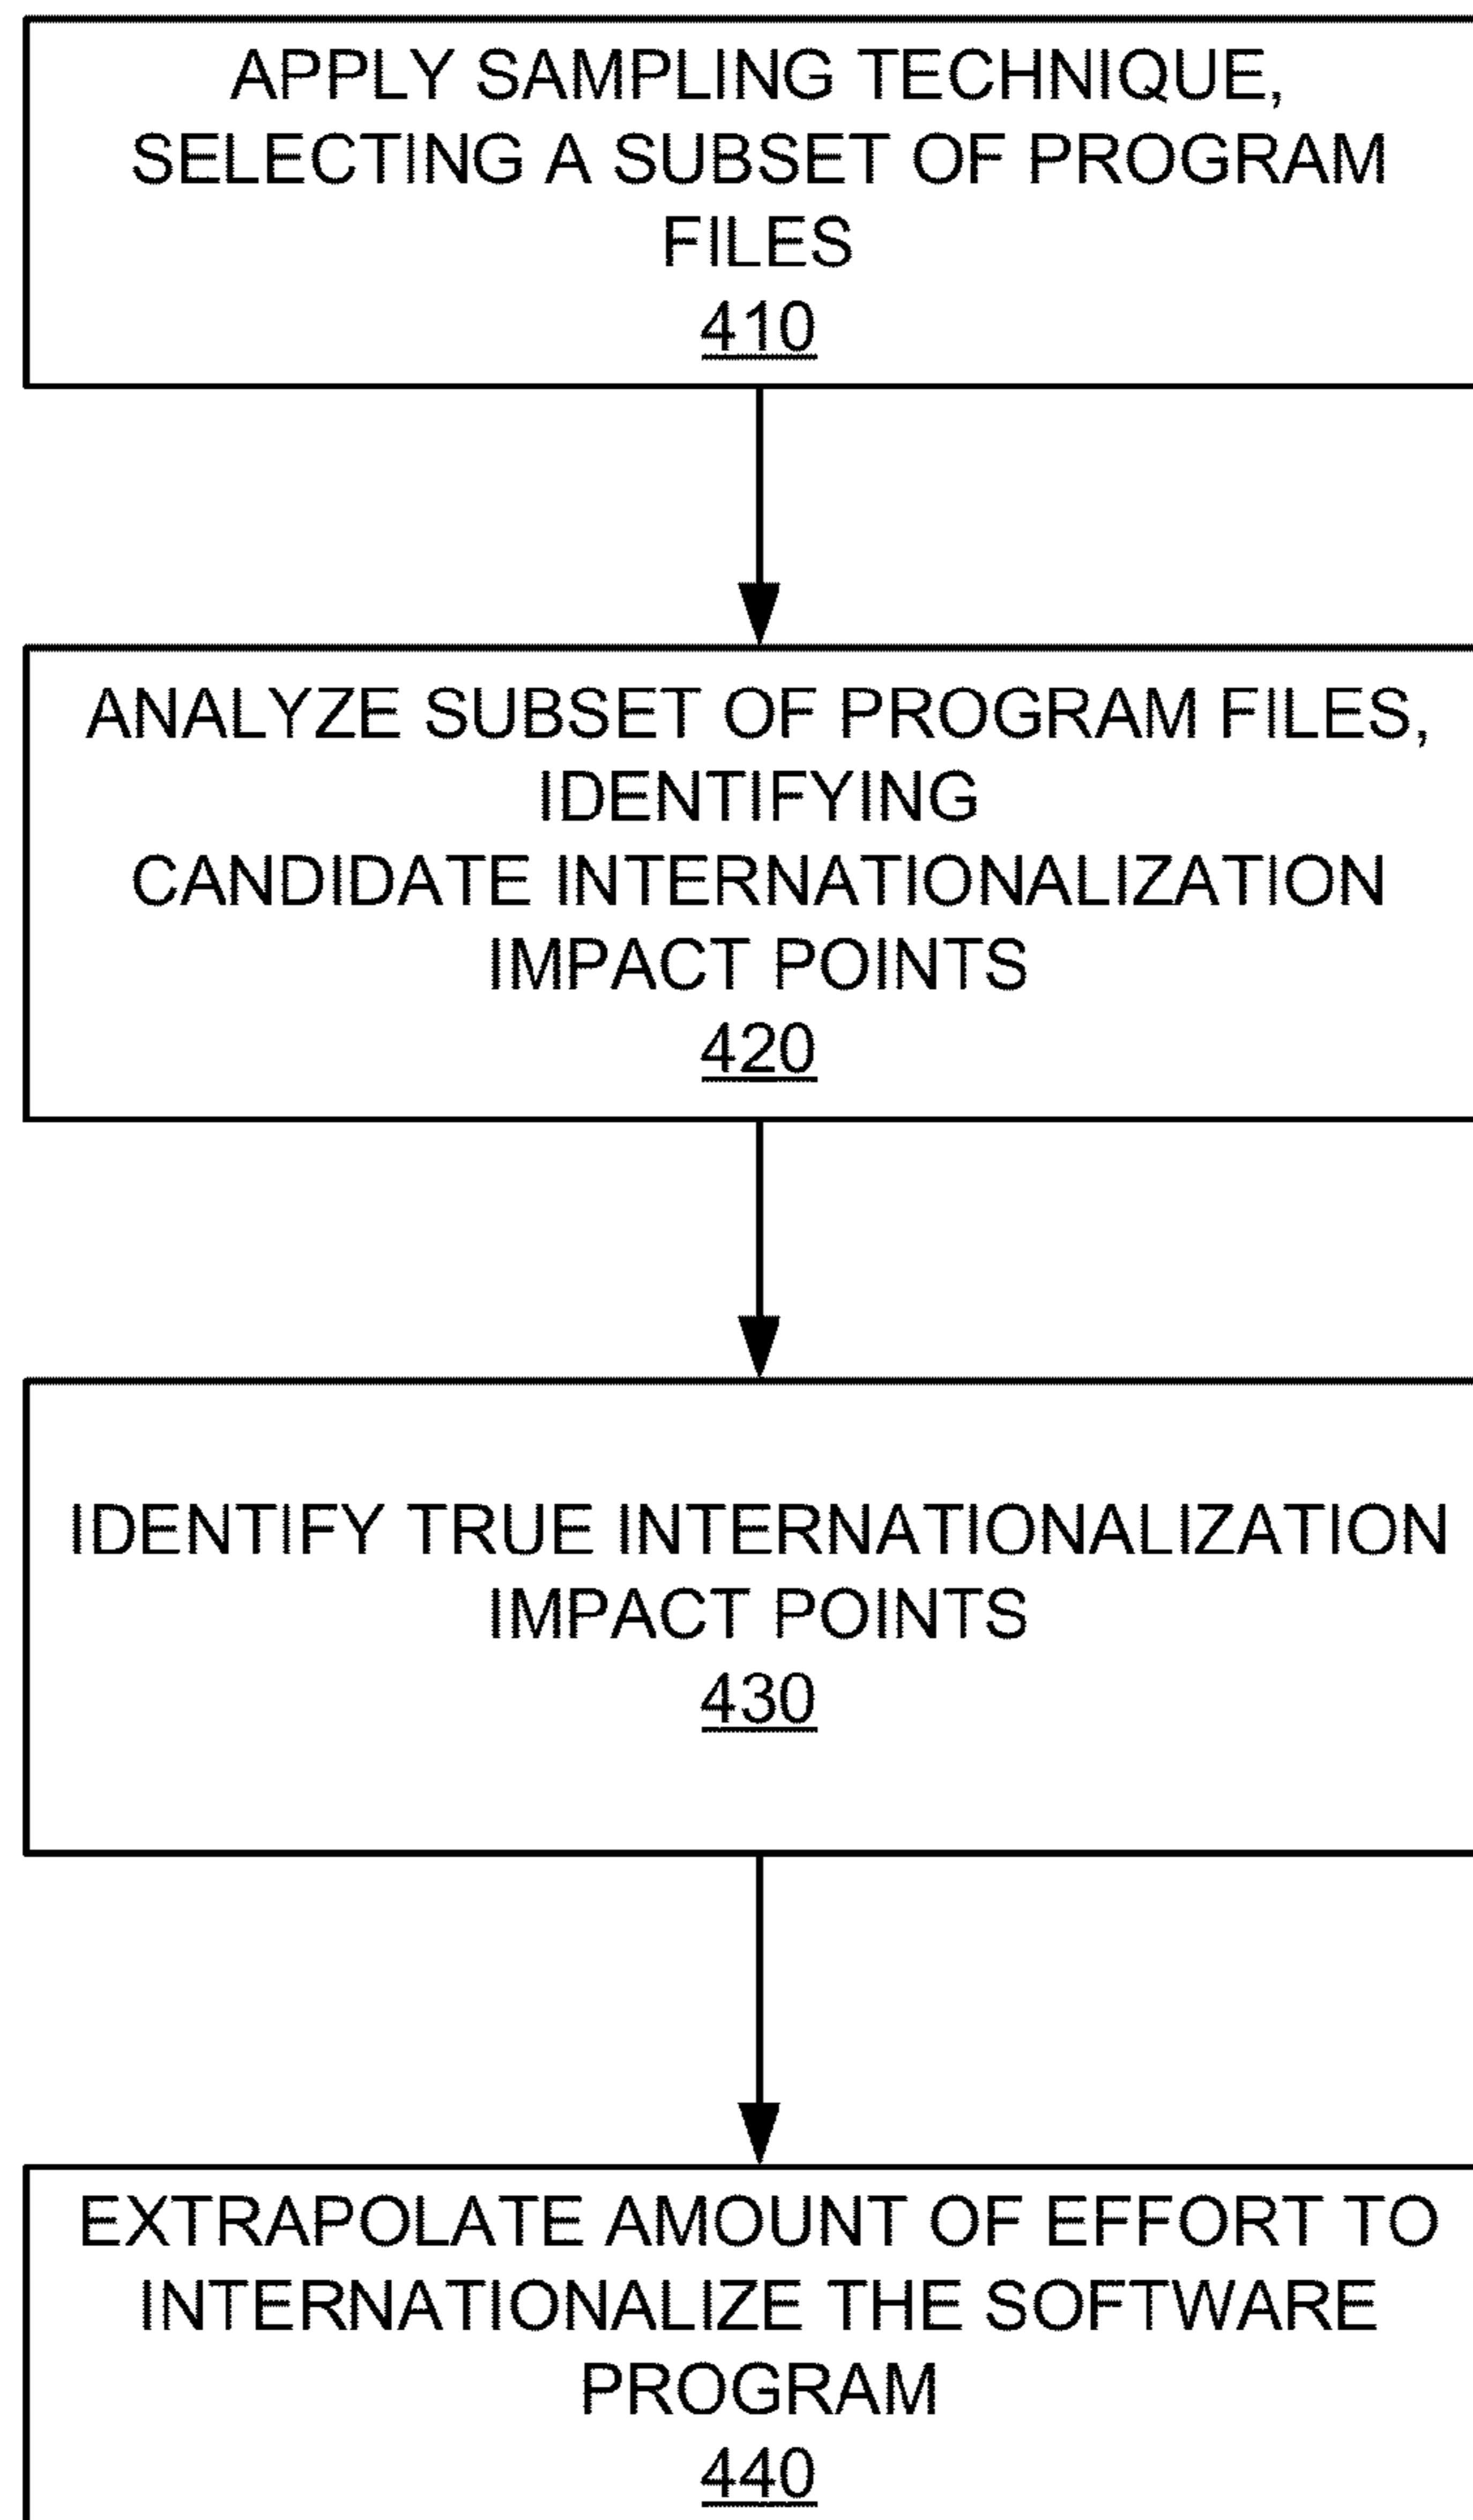 APPLY SAMPLING TECHNIQUE,
SELECTING A SUBSET OF PROGRAM
FILES
410
ANALYZE SUBSET OF PROGRAM FILES,
IDENTIFYING
CANDIDATE INTERNATIONALIZATION
IMPACT POINTS
420
IDENTIFY TRUE INTERNATIONALIZATION
IMPACT POINTS
430
EXTRAPOLATE AMOUNT OF EFFORT TO
INTERNATIONALIZE THE SOFTWARE
PROGRAM
440